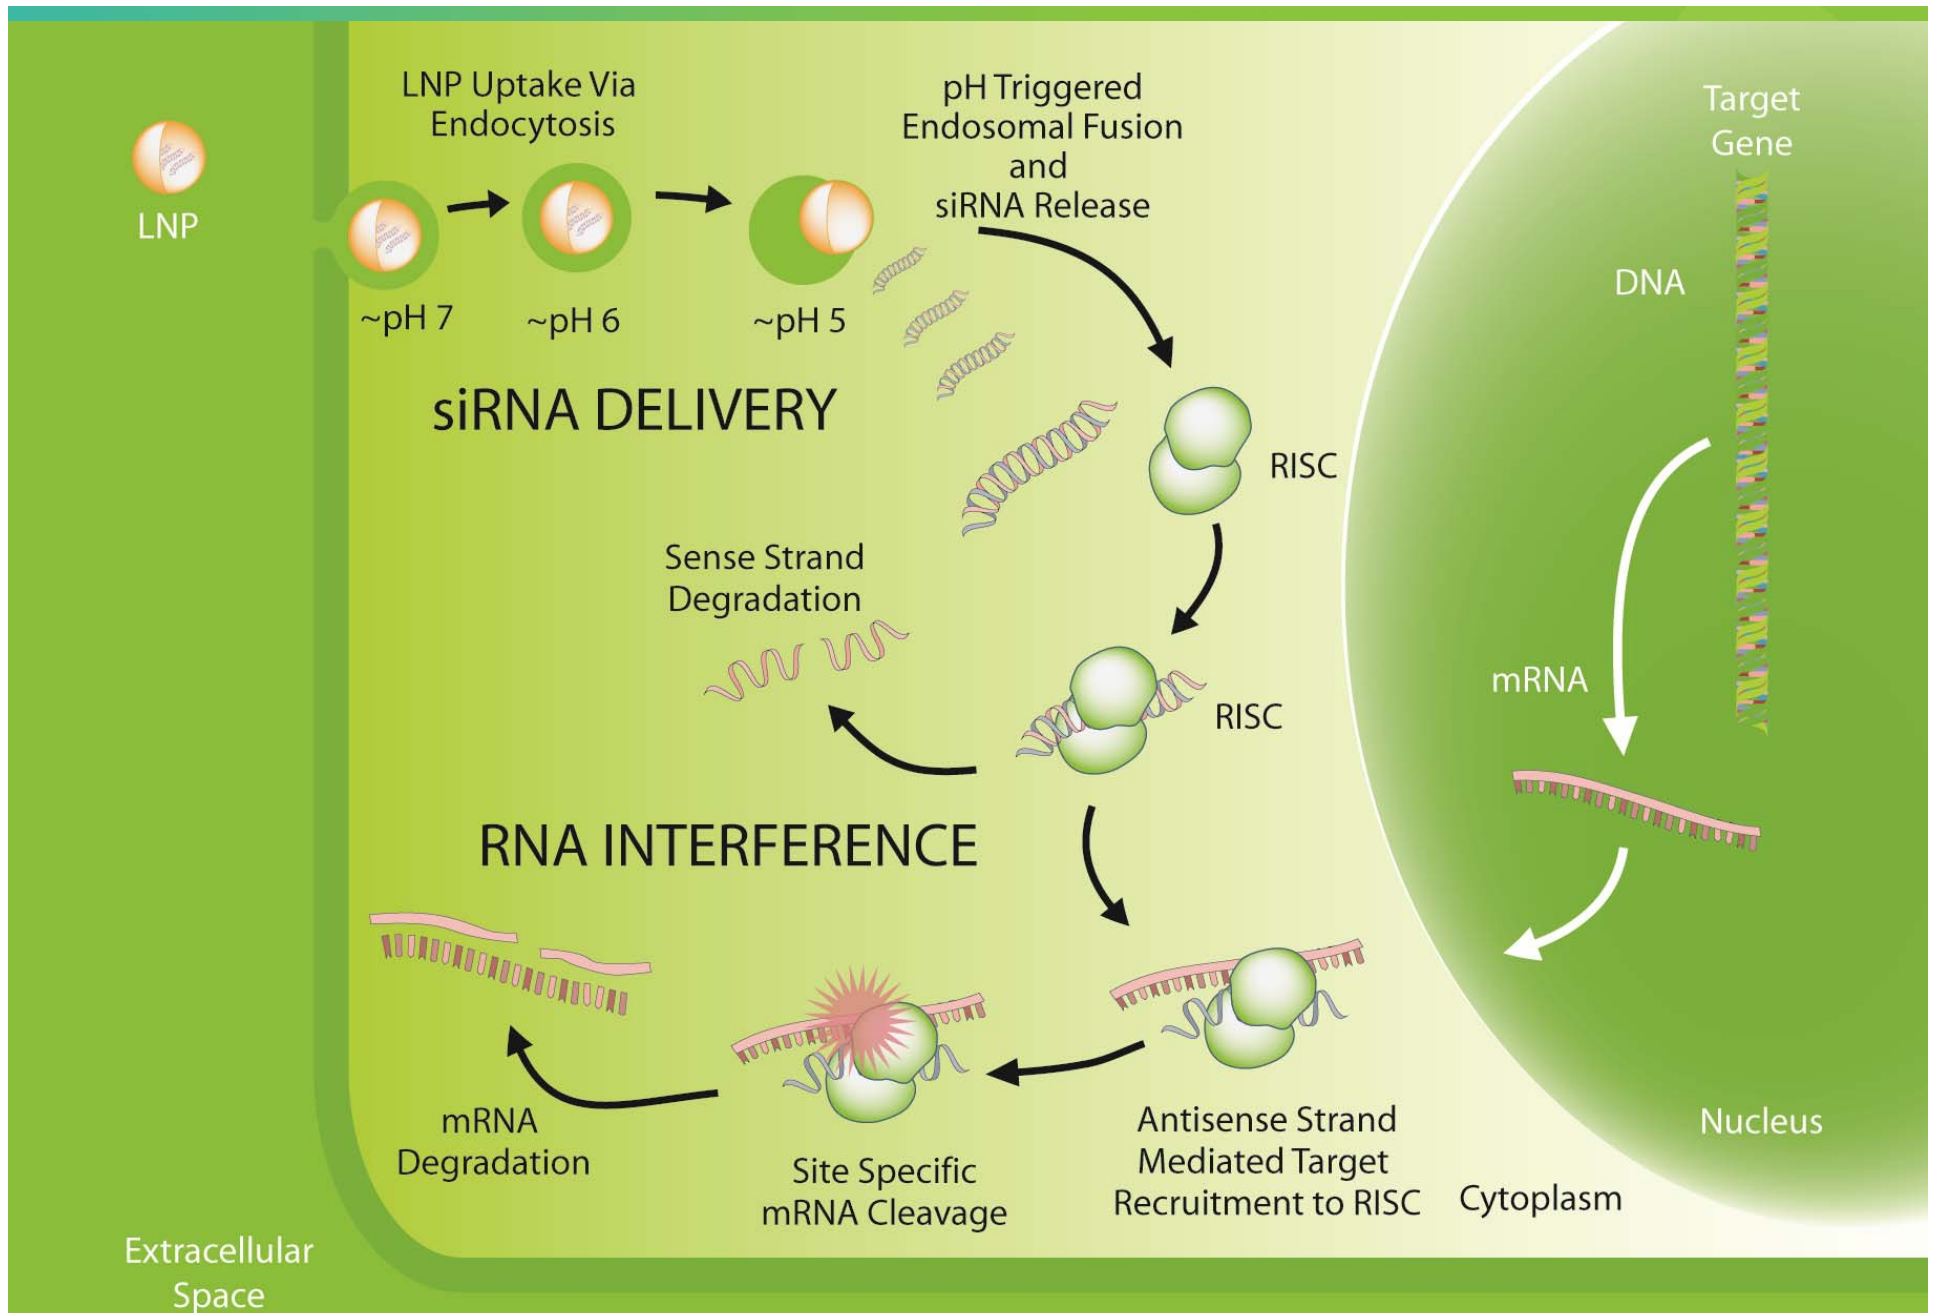 LNP Uptake Via
Endocytosis
pH Triggered
Endosomal Fusion
and
siRNA Release
Target
Gene
LNP
DNA
~pH 7
~pH 6
~pH 5
siRNA DELIVERY
RISC
Sense Strand
Degradation
mRNA
RISC
RNA INTERFERENCE
mRNA
Degradation
Site Specific
mRNA Cleavage
Antisense Strand
Mediated Target
Recruitment to RISC
Cytoplasm
Nucleus
Extracellular
Space